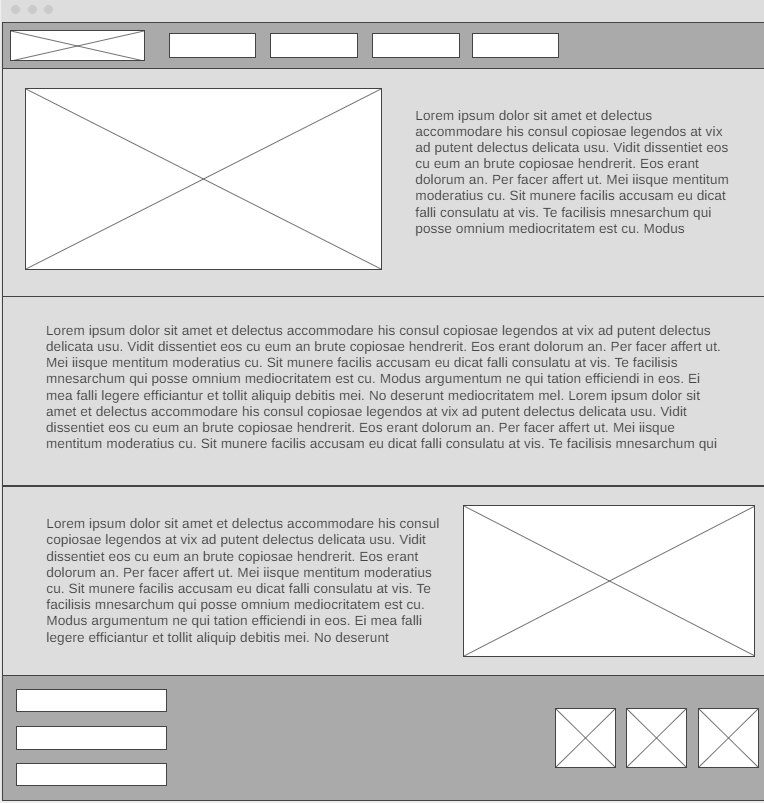 Lorem ipsum dolor sit amet et delectus
accommodare his consul copiosae legendos at vix
ad putent delectus delicata usu. Vidit dissentiet eos
cu eum an brute copiosae hendrerit. Eos erant
dolorum an. Per facer affert ut. Mei iisque mentitum
moderatius cu. Sit munere facilis accusam eu dicat
falli consulatu at vis. Te facilisis mnesarchum qui
posse omnium mediocritatem est cu. Modus
Lorem ipsum dolor sit amet et delectus accommodare his consul copiosae legendos at vix ad putent delectus
delicata usu. Vidit dissentiet eos cu eum an brute copiosae hendrerit. Eos erant dolorum an. Per facer affert ut.
Mei iisque mentitum moderatius cu. Sit munere facilis accusam eu dicat falli consulatu at vis. Te facilisis
mnesarchum qui posse omnium mediocritatem est cu. Modus argumentum ne qui tation efficiendi in eos. Ei
mea falli legere efficiantur et tollit aliquip debitis mei. No deserunt mediocritatem mel. Lorem ipsum dolor sit
amet et delectus accommodare his consul copiosae legendos at vix ad putent delectus delicata usu. Vidit
dissentiet eos cu eum an brute copiosae hendrerit. Eos erant dolorum an. Per facer affert ut. Mei iisque
mentitum moderatius cu. Sit munere facilis accusam eu dicat falli consulatu at vis. Te facilisis mnesarchum qui
Lorem ipsum dolor sit amet et delectus accommodare his consul
copiosae legendos at vix ad putent delectus delicata usu. Vidit
dissentiet eos cu eum an brute copiosae hendrerit. Eos erant
dolorum an. Per facer affert ut. Mei iisque mentitum moderatius
cu. Sit munere facilis accusam eu dicat falli consulatu at vis. Te
facilisis mnesarchum qui posse omnium mediocritatem est cu.
Modus argumentum ne qui tation efficiendi in eos. Ei mea falli
legere efficiantur et tollit aliquip debitis mei. No deserunt